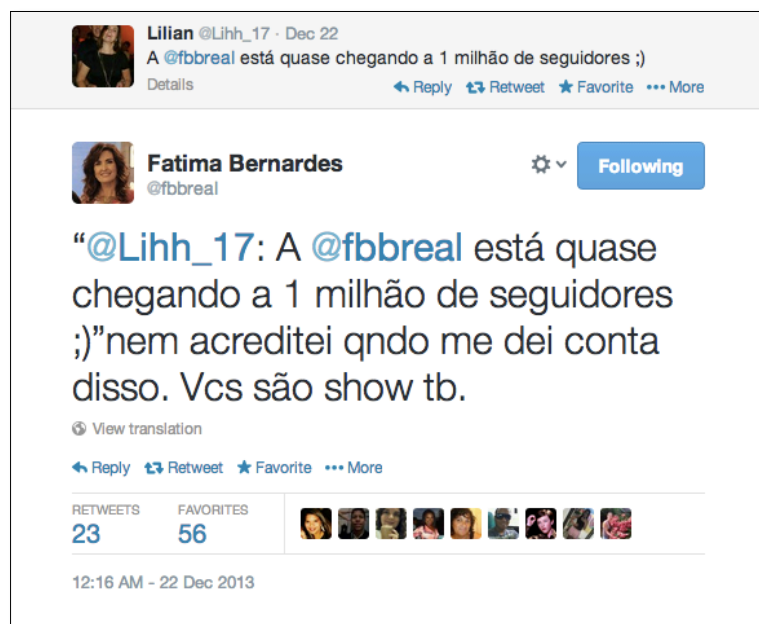 Lilian @Lihh_17 · Dec 22
A @fbbreal está quase chegando a 1 milhão de seguidores ;)
Details Reply Retweet Favorite More
Fatima Bernardes
@fbbreal
Following
“@Lihh_17: A @fbbreal está quase
chegando a 1 milhão de seguidores
;)”nem acreditei qndo me dei conta
disso. Vcs são show tb.
View translation
Reply Retweet Favorite More
RETWEETS FAVORITES
23 56
12:16 AM - 22 Dec 2013